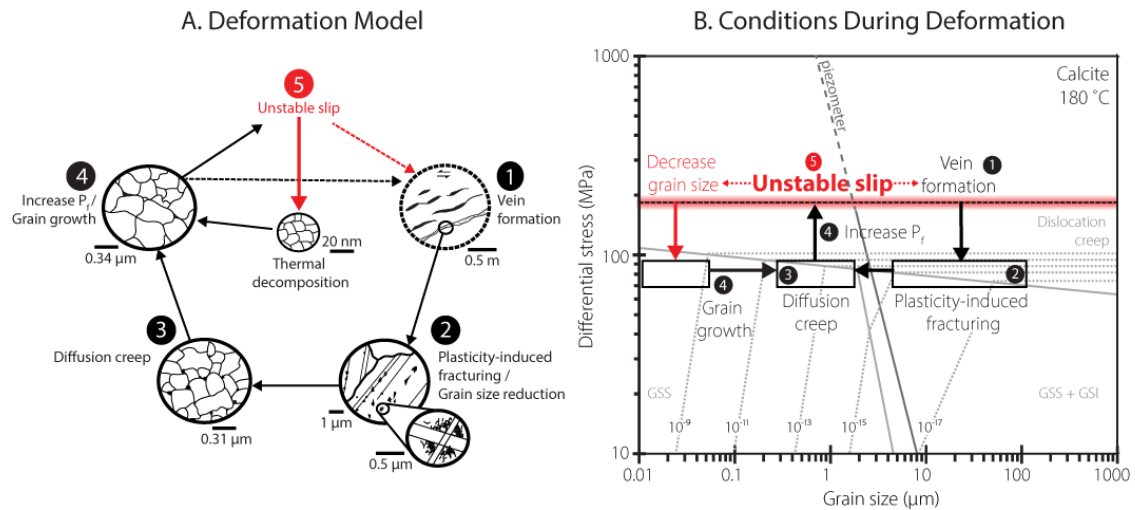 A. Deformation Model
5
Unstable slip
4
Increase Pf /
Grain growth
0.34 µm
20 nm
Thermal
decomposition
1
Vein
formation
0.5 m
3
Diffusion creep
0.31 µm
2
Plasticity-induced
fracturing /
Grain size reduction
1 µm
0.5 µm
B. Conditions During Deformation
Differential stress (MPa)
1000
100
10
piezometer
Calcite
180 ˚C
Decrease
grain size
5
Unstable slip
Vein 1
formation
4 Increase Pf
Dislocation
creep
3
2
4
Grain
growth
Diffusion
creep
Plasticity-induced
fracturing
GSS
GSS + GSI
10-9
10-11
10-13
10-15
10-17
0.01
0.1
1
10
100
1000
Grain size (µm)